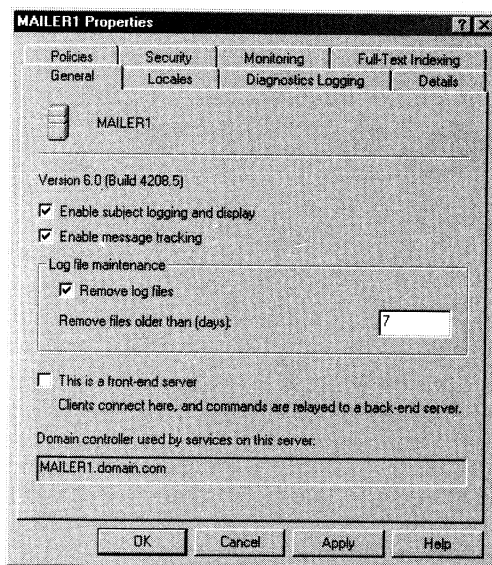 MAILER1 Properties
Policies Security Monitoring Full-Text Indexing
General Locales Diagnostics Logging Details
MAILER1
Version 6.0 (Build 4208.5)
Enable subject logging and display
Enable message tracking
Log file maintenance
Remove log files
Remove files older than (days): 7
This is a front-end server
Clients connect here, and commands are relayed to a back-end server.
Domain controller used by services on this server:
MAILER1.domain.com
OK Cancel Apply Help